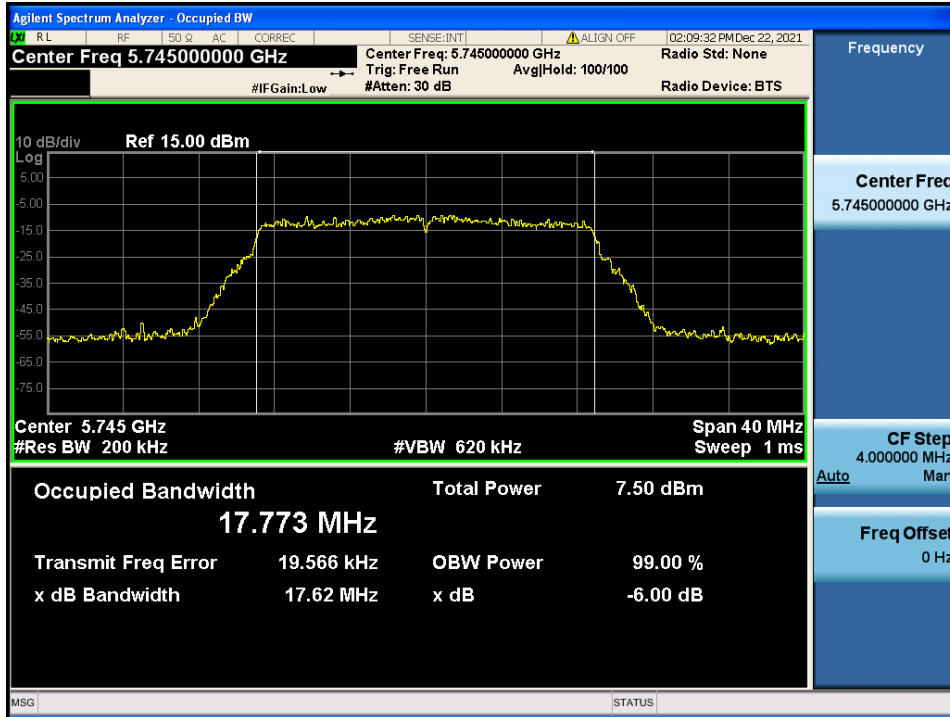 Agilent Spectrum Analyzer - Occupied BW
LXI RL RF 50 Ω AC CORREC SENSE:INT ALIGN OFF 02:09:32 PM Dec 22, 2021
Center Freq 5.745000000 GHz
Center Freq: 5.745000000 GHz
Radio Std: None
Trig: Free Run Avg|Hold: 100/100
#IFGain:Low
#Atten: 30 dB
Radio Device: BTS
10 dB/div Ref 15.00 dBm
Log
5.00
-5.00
-15.0
-25.0
-35.0
-45.0
-55.0
-65.0
-75.0
Center 5.745 GHz
Span 40 MHz
#Res BW 200 kHz
#VBW 620 kHz
Sweep 1 ms
Occupied Bandwidth
Total Power 7.50 dBm
17.773 MHz
Transmit Freq Error 19.566 kHz
OBW Power 99.00 %
x dB Bandwidth 17.62 MHz
x dB -6.00 dB
MSG
STATUS
Frequency
Center Freq
5.745000000 GHz
CF Step
4.000000 MHz
Auto Man
Freq Offset
0 Hz